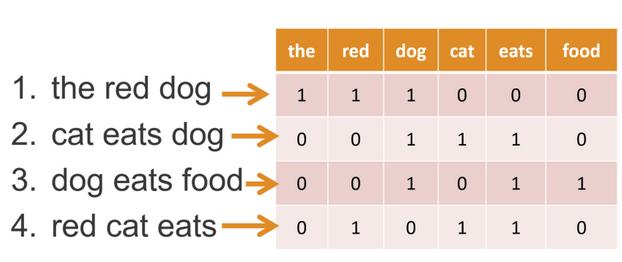 the red dog cat eats food
1. the red dog 1 1 1 0 0 0
2. cat eats dog 0 0 1 1 1 0
3. dog eats food 0 0 1 0 1 1
4. red cat eats 0 1 0 1 1 0